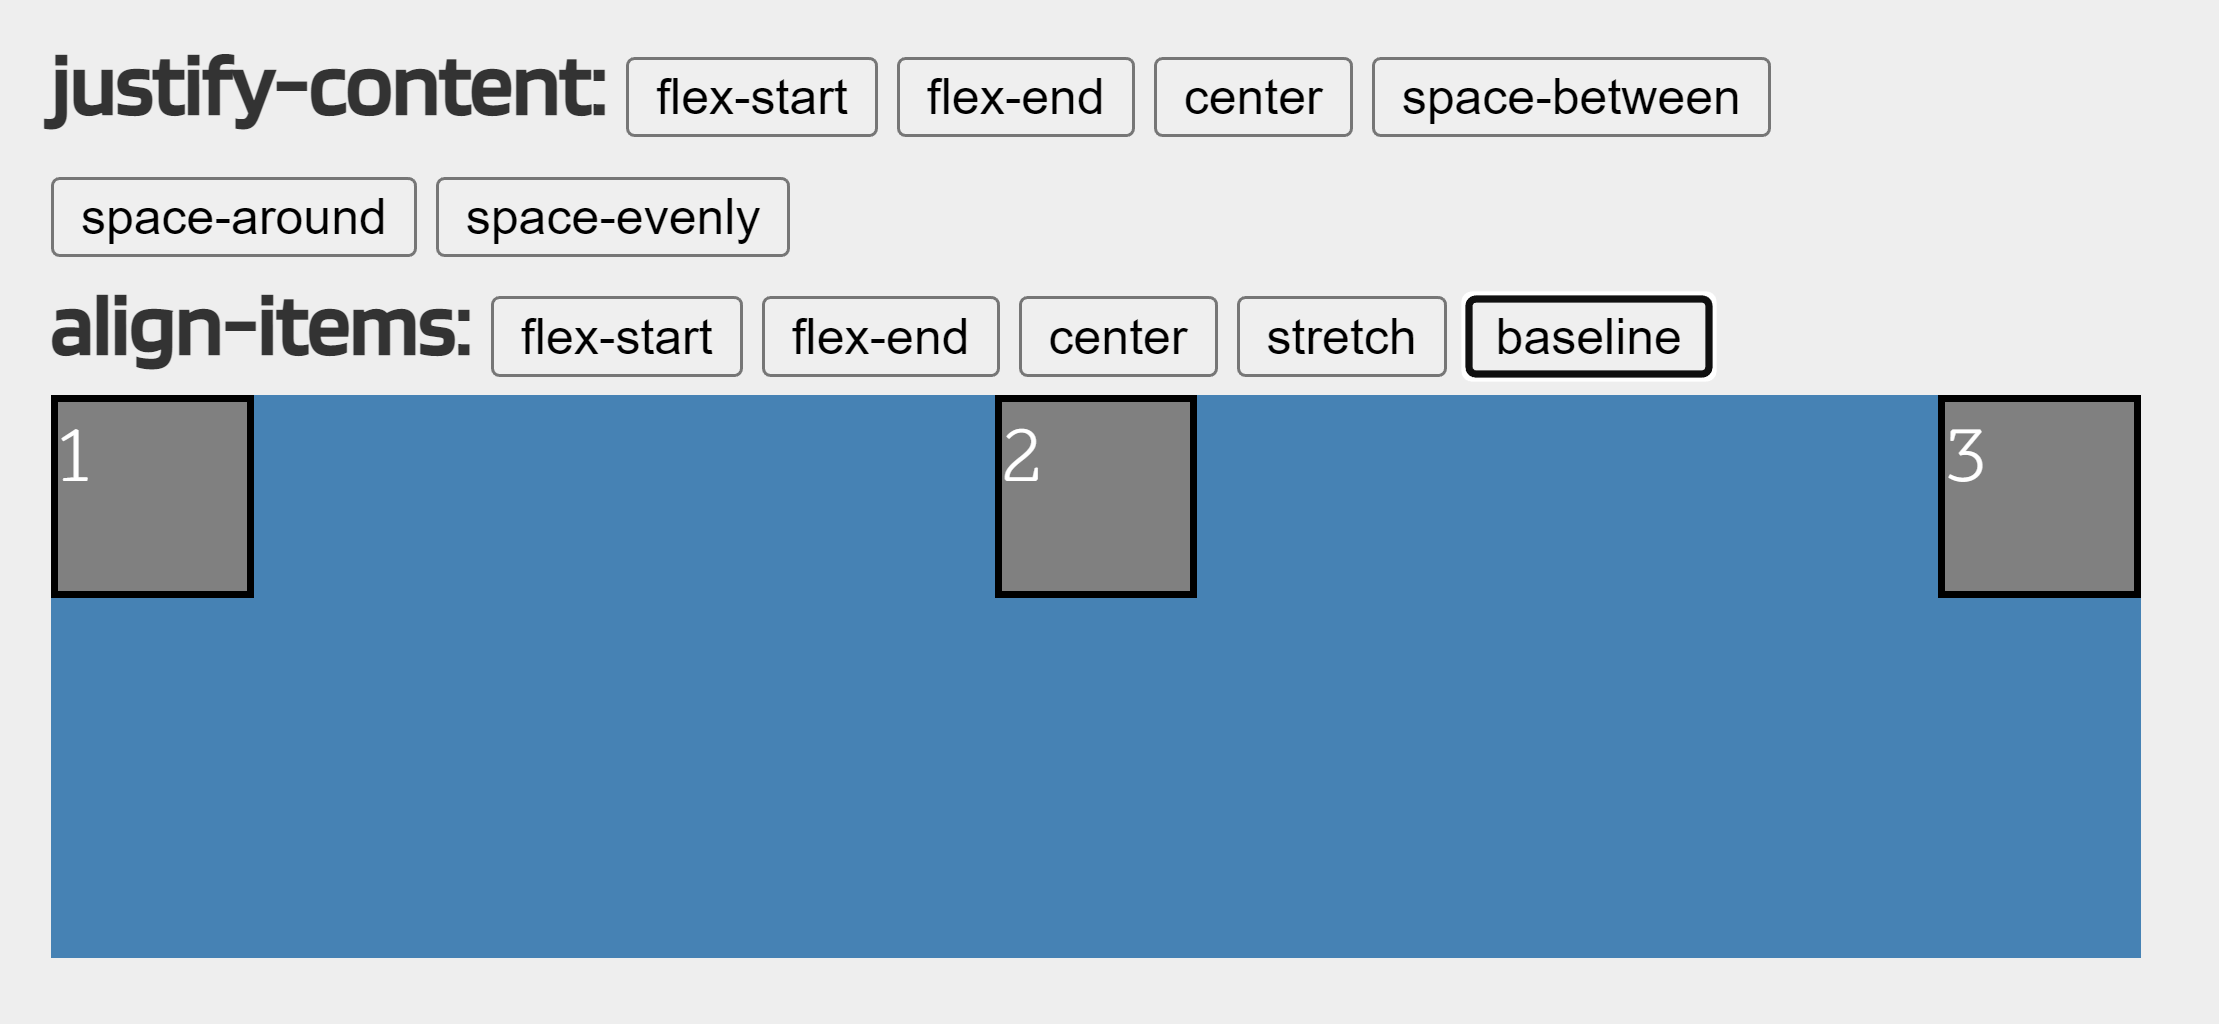 justify-content: flex-start flex-end center space-between
space-around space-evenly
align-items: flex-start flex-end center stretch baseline
1 2 3